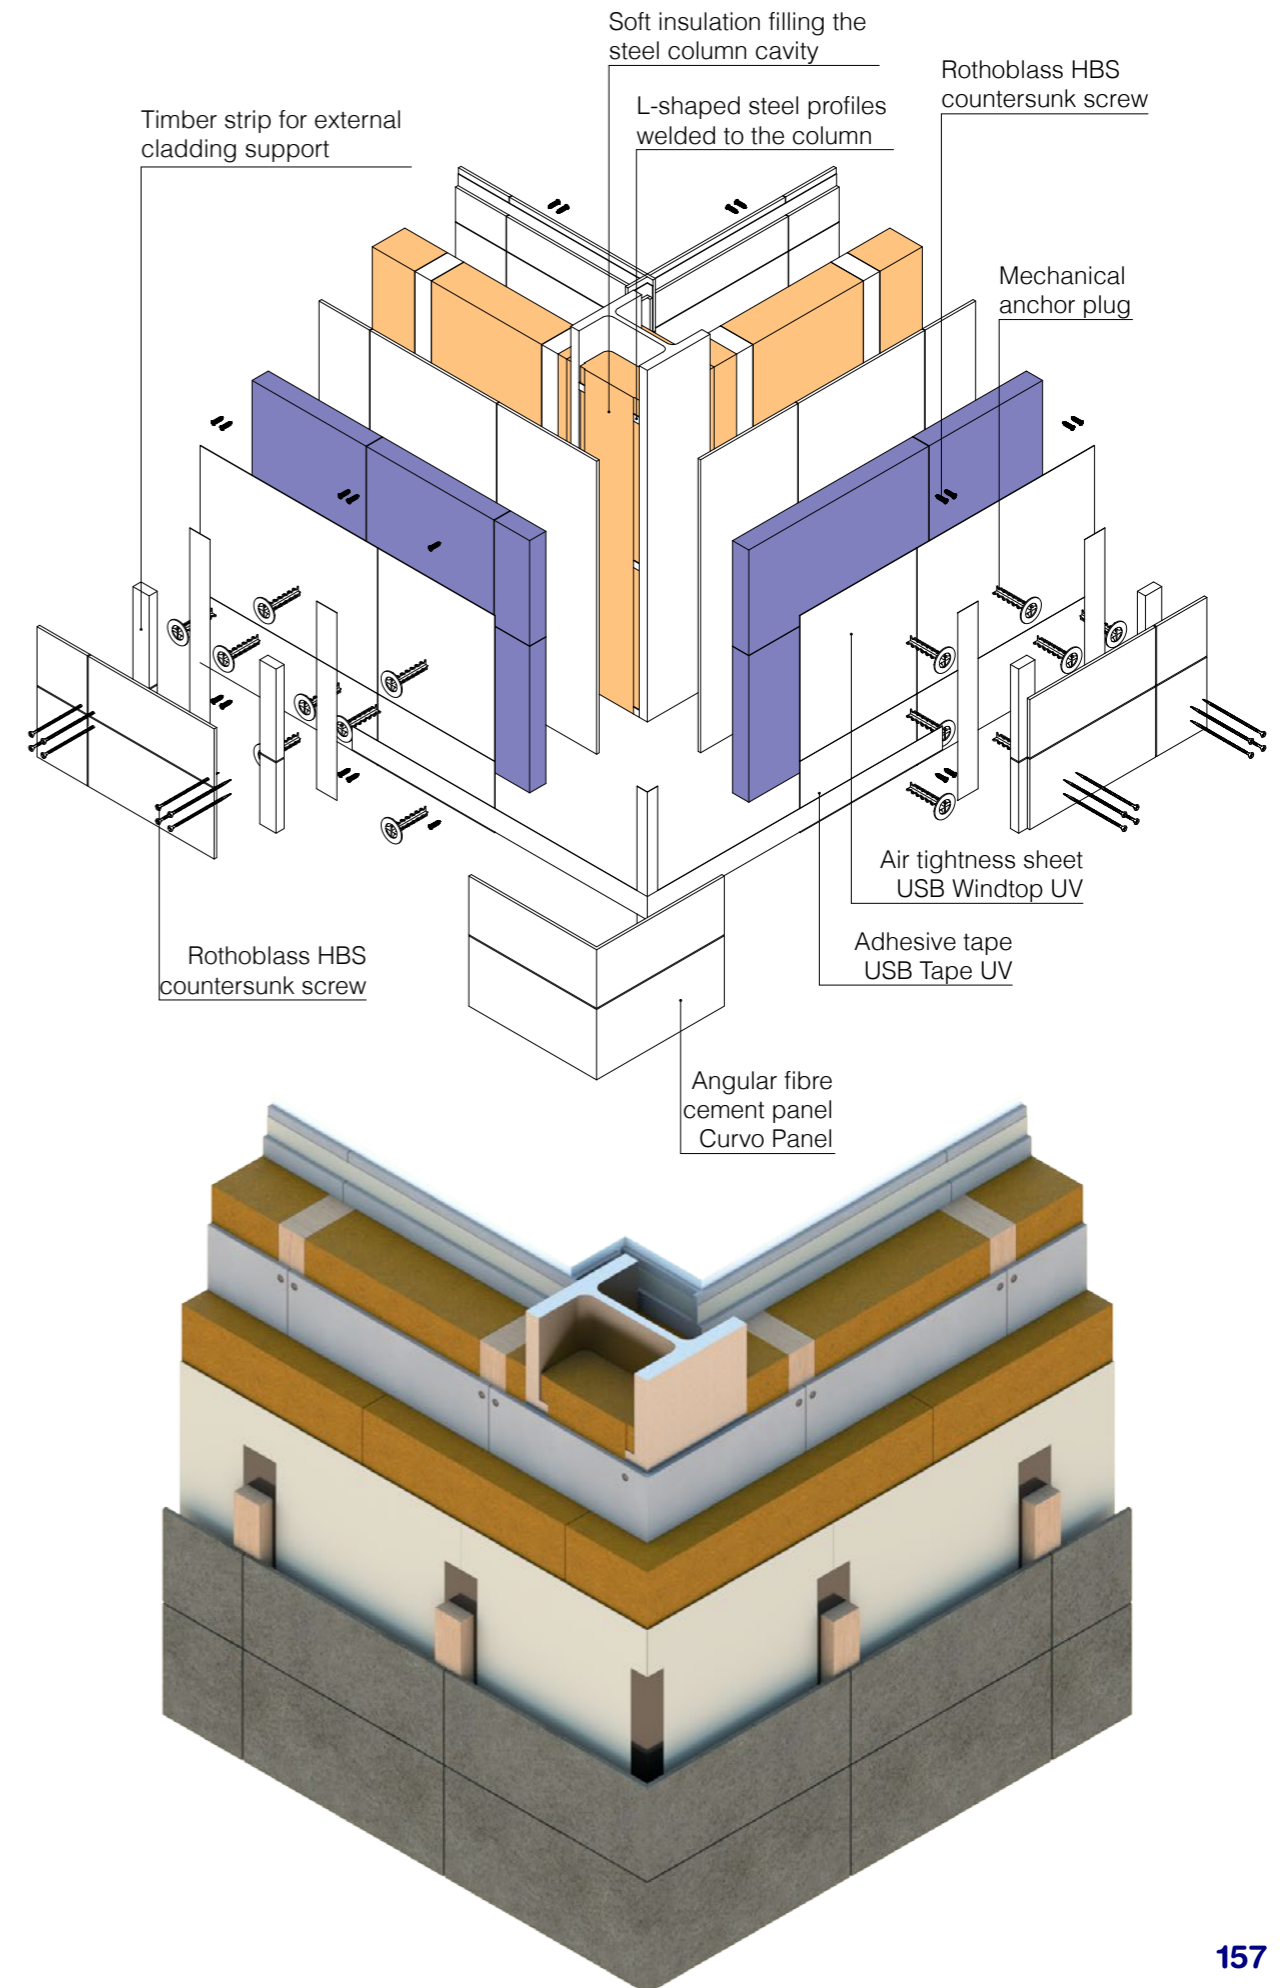 Soft insulation filling the
steel column cavity
Rothoblass HBS
countersunk screw
L-shaped steel profiles
welded to the column
Timber strip for external
cladding support
Mechanical
anchor plug
Air tightness sheet
USB Windtop UV
Adhesive tape
USB Tape UV
Rothoblass HBS
countersunk screw
Angular fibre
cement panel
Curvo Panel
157